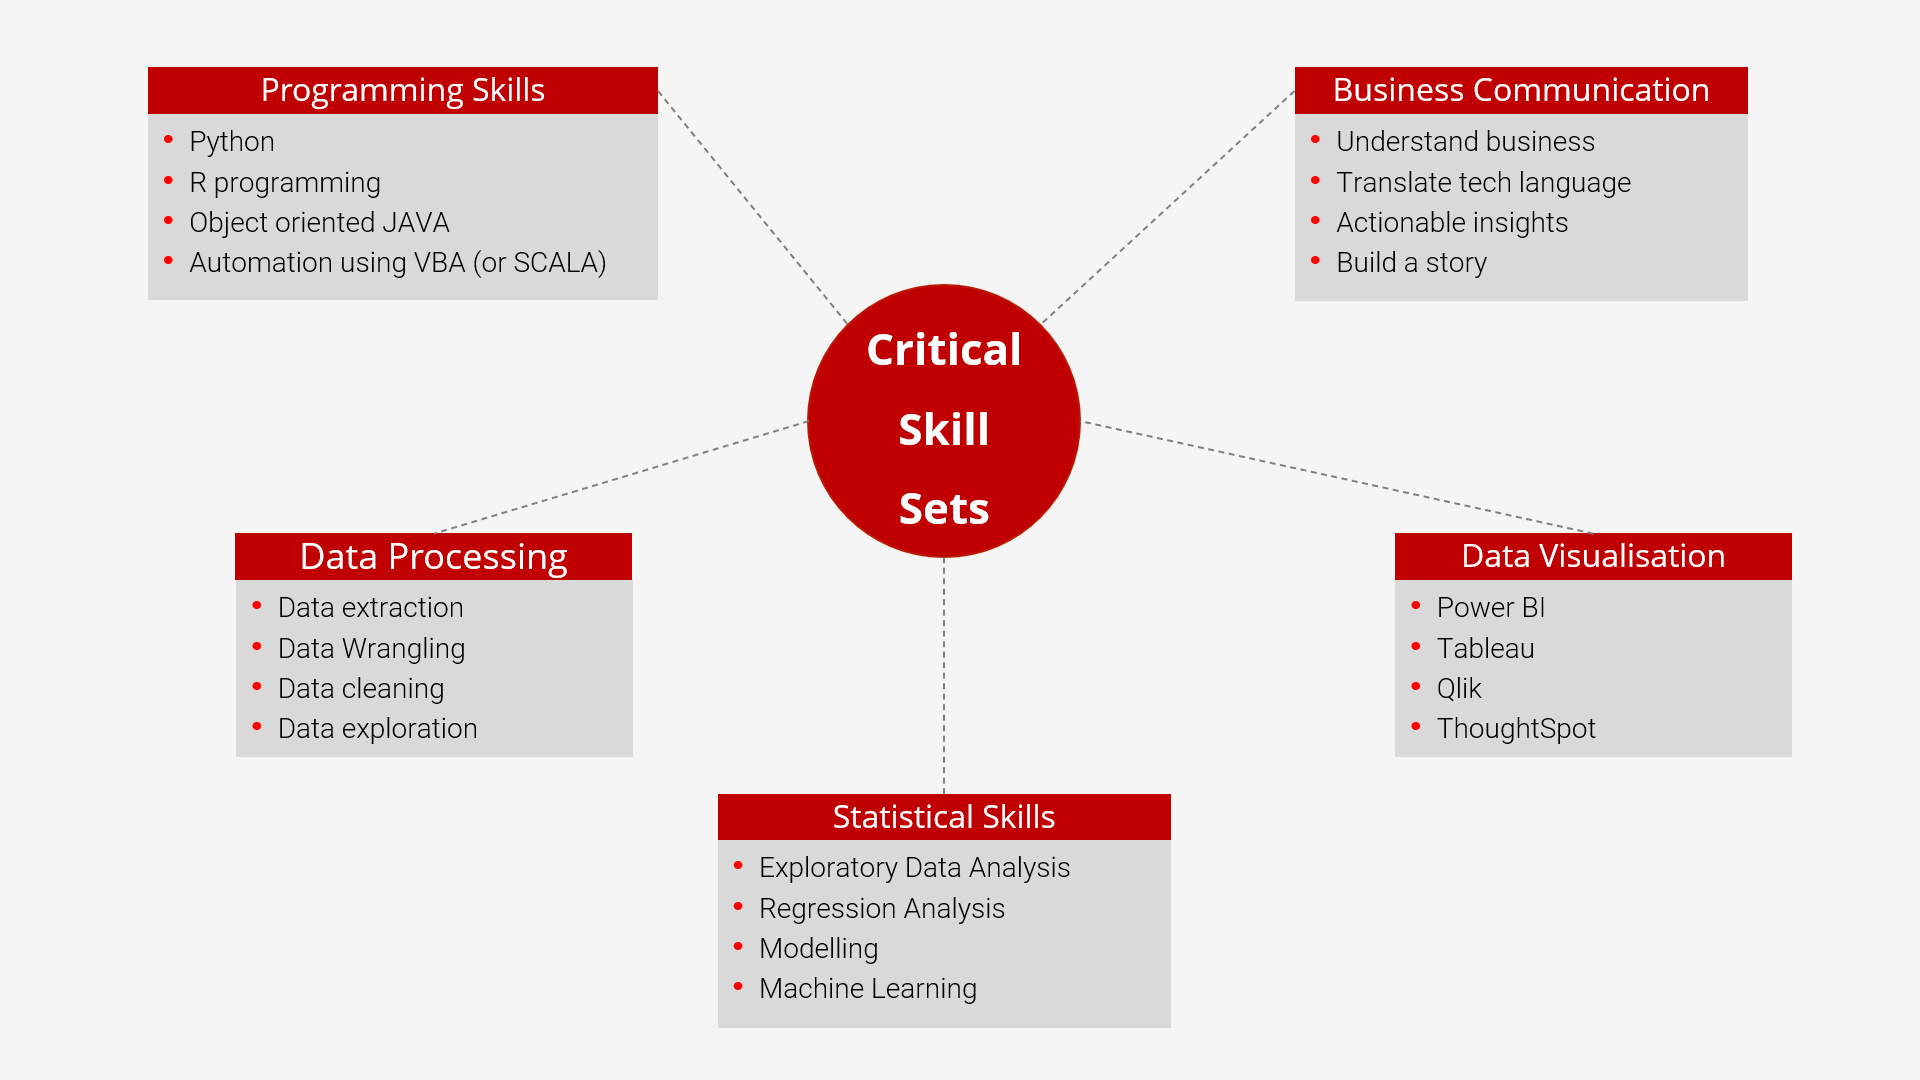 Programming Skills
• Python
• R programming
• Object oriented JAVA
• Automation using VBA (or SCALA)
Business Communication
• Understand business
• Translate tech language
• Actionable insights
• Build a story
Critical
Skill
Sets
Data Processing
• Data extraction
• Data Wrangling
• Data cleaning
• Data exploration
Data Visualisation
• Power BI
• Tableau
• Qlik
• ThoughtSpot
Statistical Skills
• Exploratory Data Analysis
• Regression Analysis
• Modelling
• Machine Learning